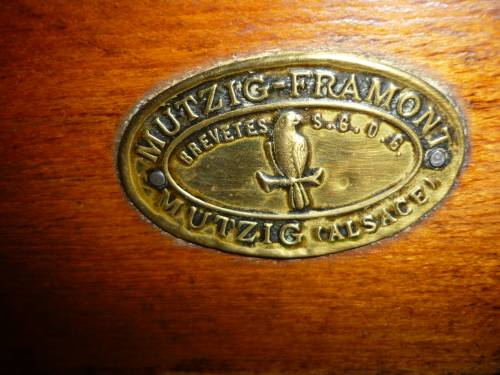 MUTZIG-FRAMONT
BREVETES S.G.D.G.
MUTZIG (ALSACE)